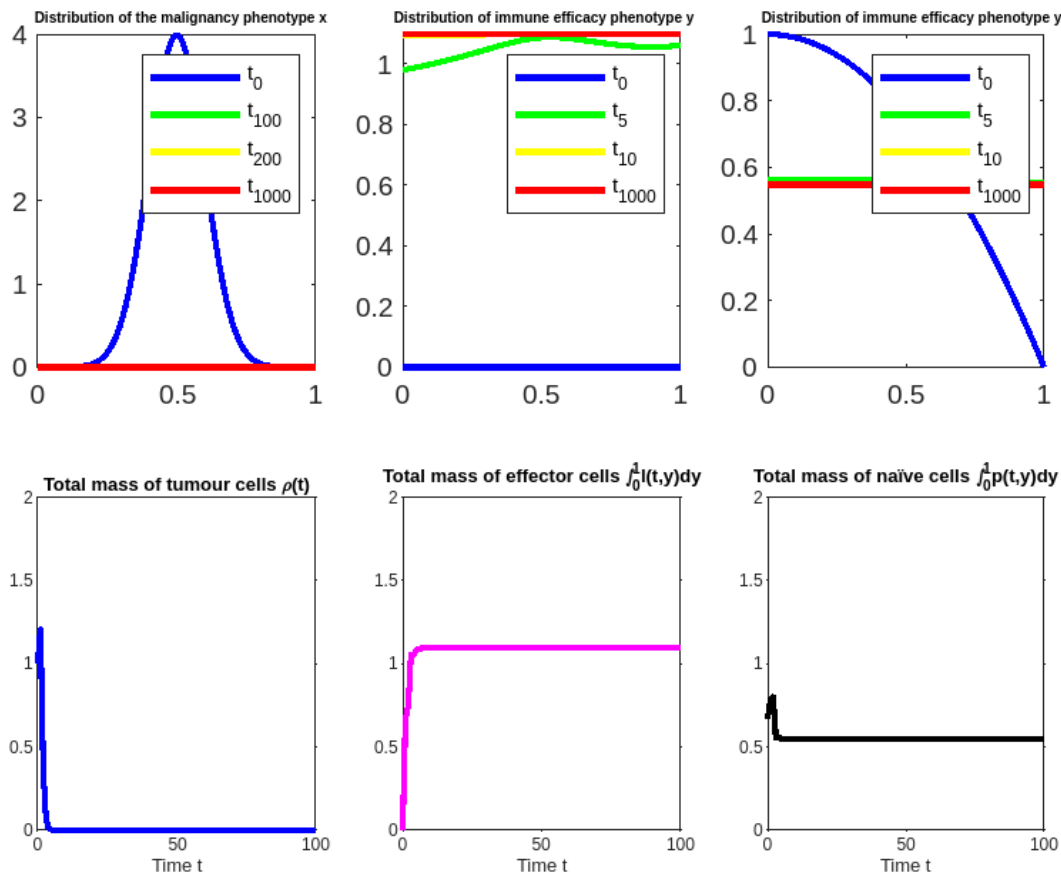 Distribution of the malignancy phenotype x
4
3
2
1
0
0
0.5
1
t0
t100
t200
t1000
Distribution of immune efficacy phenotype y
1
0.8
0.6
0.4
0.2
0
0
0.5
1
t0
t5
t10
t1000
Distribution of immune efficacy phenotype y
1
0.8
0.6
0.4
0.2
0
0
0.5
1
t0
t5
t10
t1000
Total mass of tumour cells ρ(t)
2
1.5
1
0.5
0
0
50
100
Time t
Total mass of effector cells ∫₀¹l(t,y)dy
2
1.5
1
0.5
0
0
50
100
Time t
Total mass of naïve cells ∫₀¹p(t,y)dy
2
1.5
1
0.5
0
0
50
100
Time t